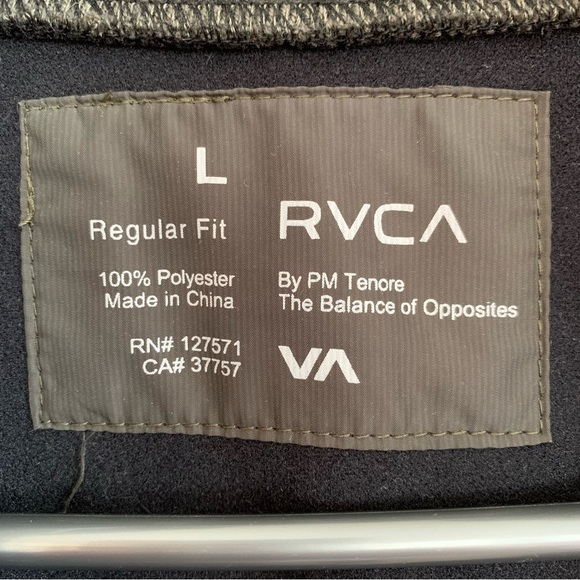 L
Regular Fit
100% Polyester
Made in China
RN# 127571
CA# 37757
RVCA
By PM Tenore
The Balance of Opposites
VA